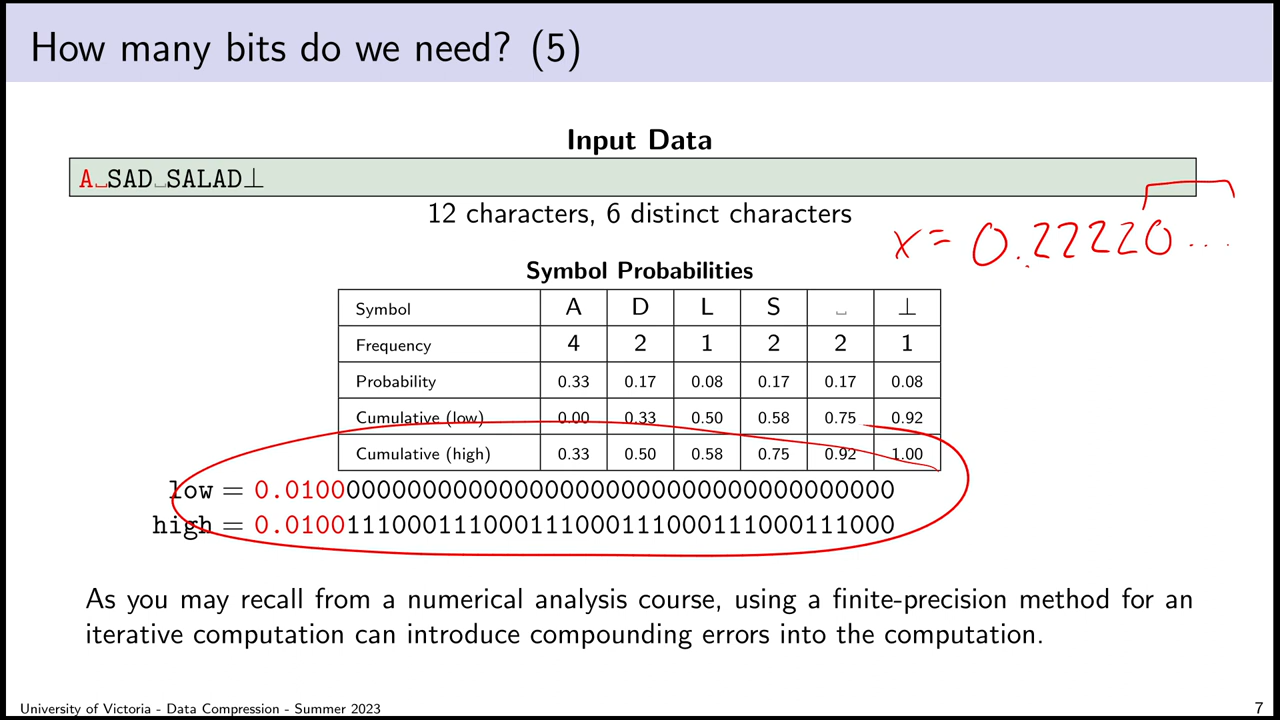 How many bits do we need? (5)
Input Data
A␣SAD␣SALAD⊥
12 characters, 6 distinct characters
x = 0.22220...
Symbol Probabilities
Symbol A D L S ␣ ⊥
Frequency 4 2 1 2 2 1
Probability 0.33 0.17 0.08 0.17 0.17 0.08
Cumulative (low) 0.00 0.33 0.50 0.58 0.75 0.92
Cumulative (high) 0.33 0.50 0.58 0.75 0.92 1.00
low = 0.0100000000000000000000000000000000000000
high = 0.0100111000111000111000111000111000111000
As you may recall from a numerical analysis course, using a finite-precision method for an
iterative computation can introduce compounding errors into the computation.
University of Victoria - Data Compression - Summer 2023
7